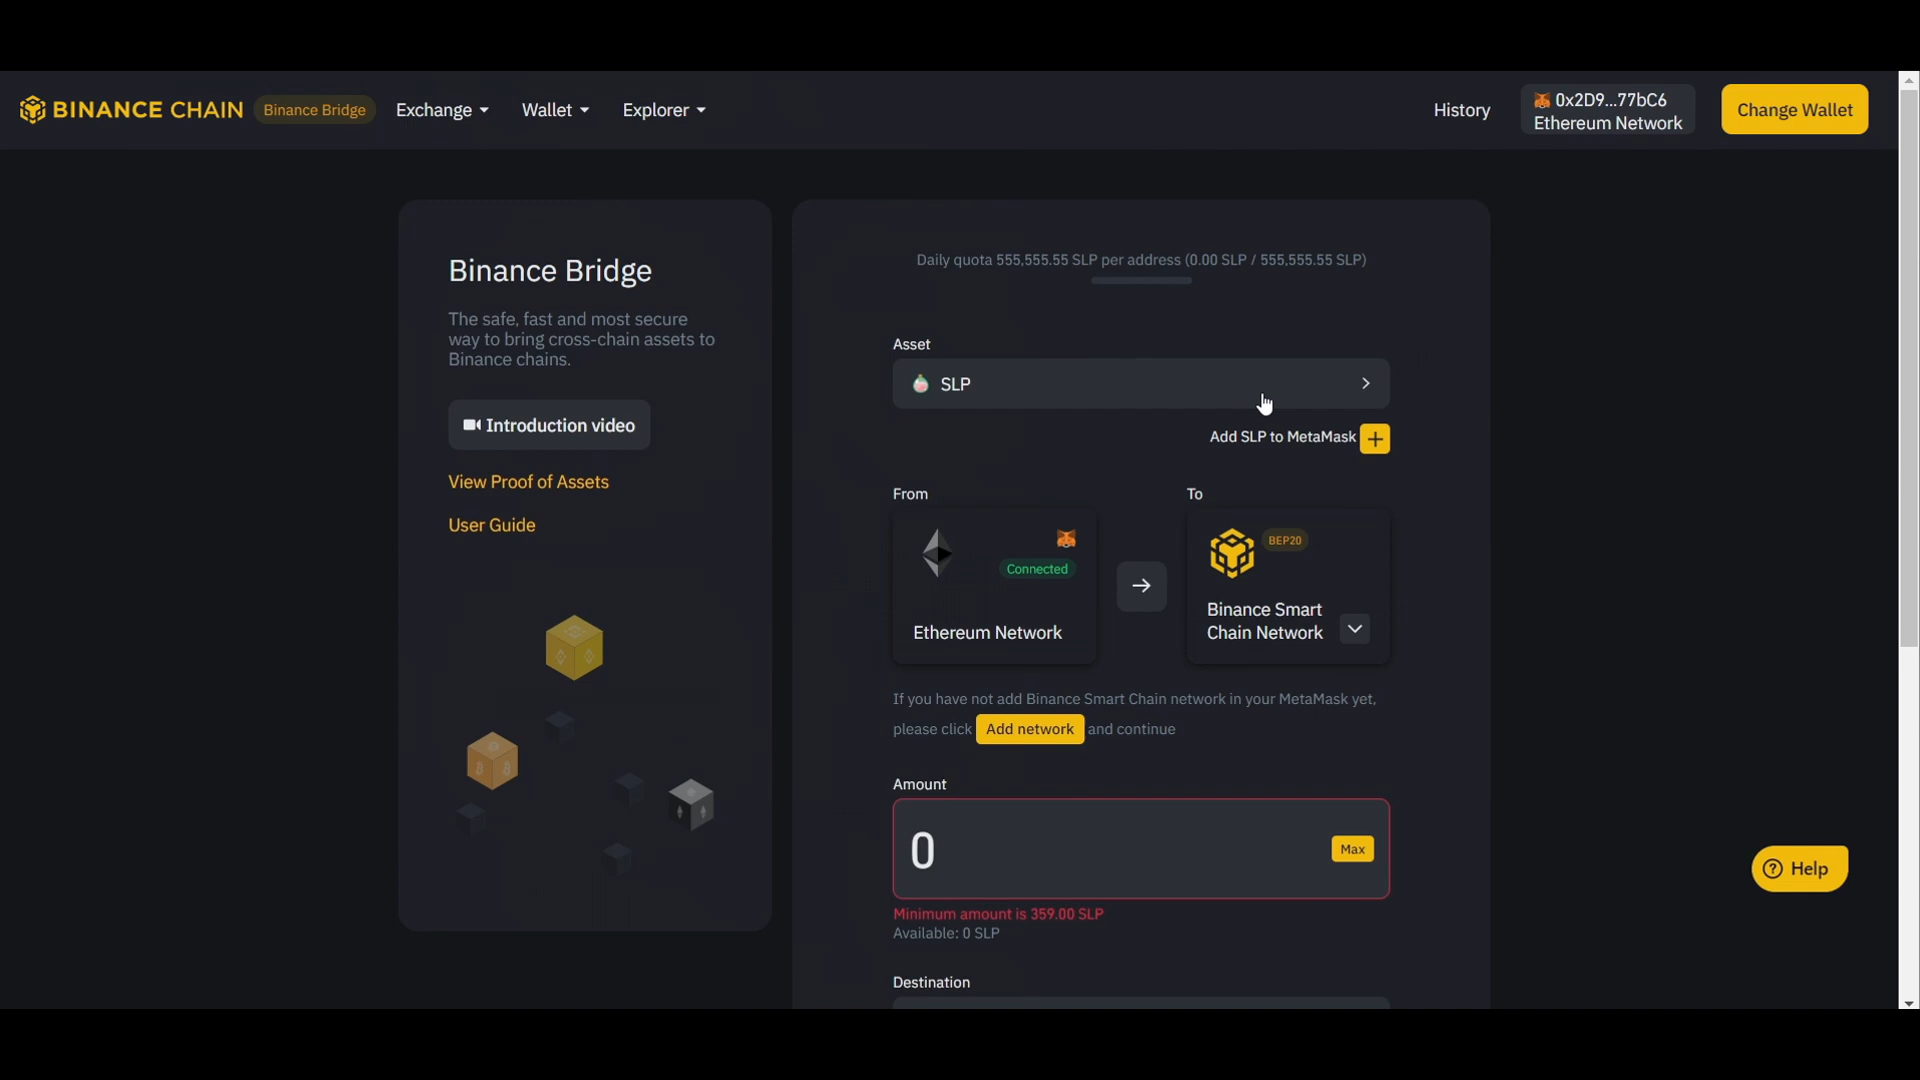 BINANCE CHAIN Binance Bridge Exchange Wallet Explorer History 0x2D9...77bC6 Change Wallet
Ethereum Network
Binance Bridge
The safe, fast and most secure
way to bring cross-chain assets to
Binance chains.
Introduction video
View Proof of Assets
User Guide
Daily quota 555,555.55 SLP per address (0.00 SLP / 555,555.55 SLP)
Asset
SLP
Add SLP to MetaMask +
From To
BEP20
Connected
Ethereum Network
Binance Smart
Chain Network
If you have not add Binance Smart Chain network in your MetaMask yet,
please click Add network and continue
Amount
0 Max
Minimum amount is 359.00 SLP
Available: 0 SLP
Destination
? Help